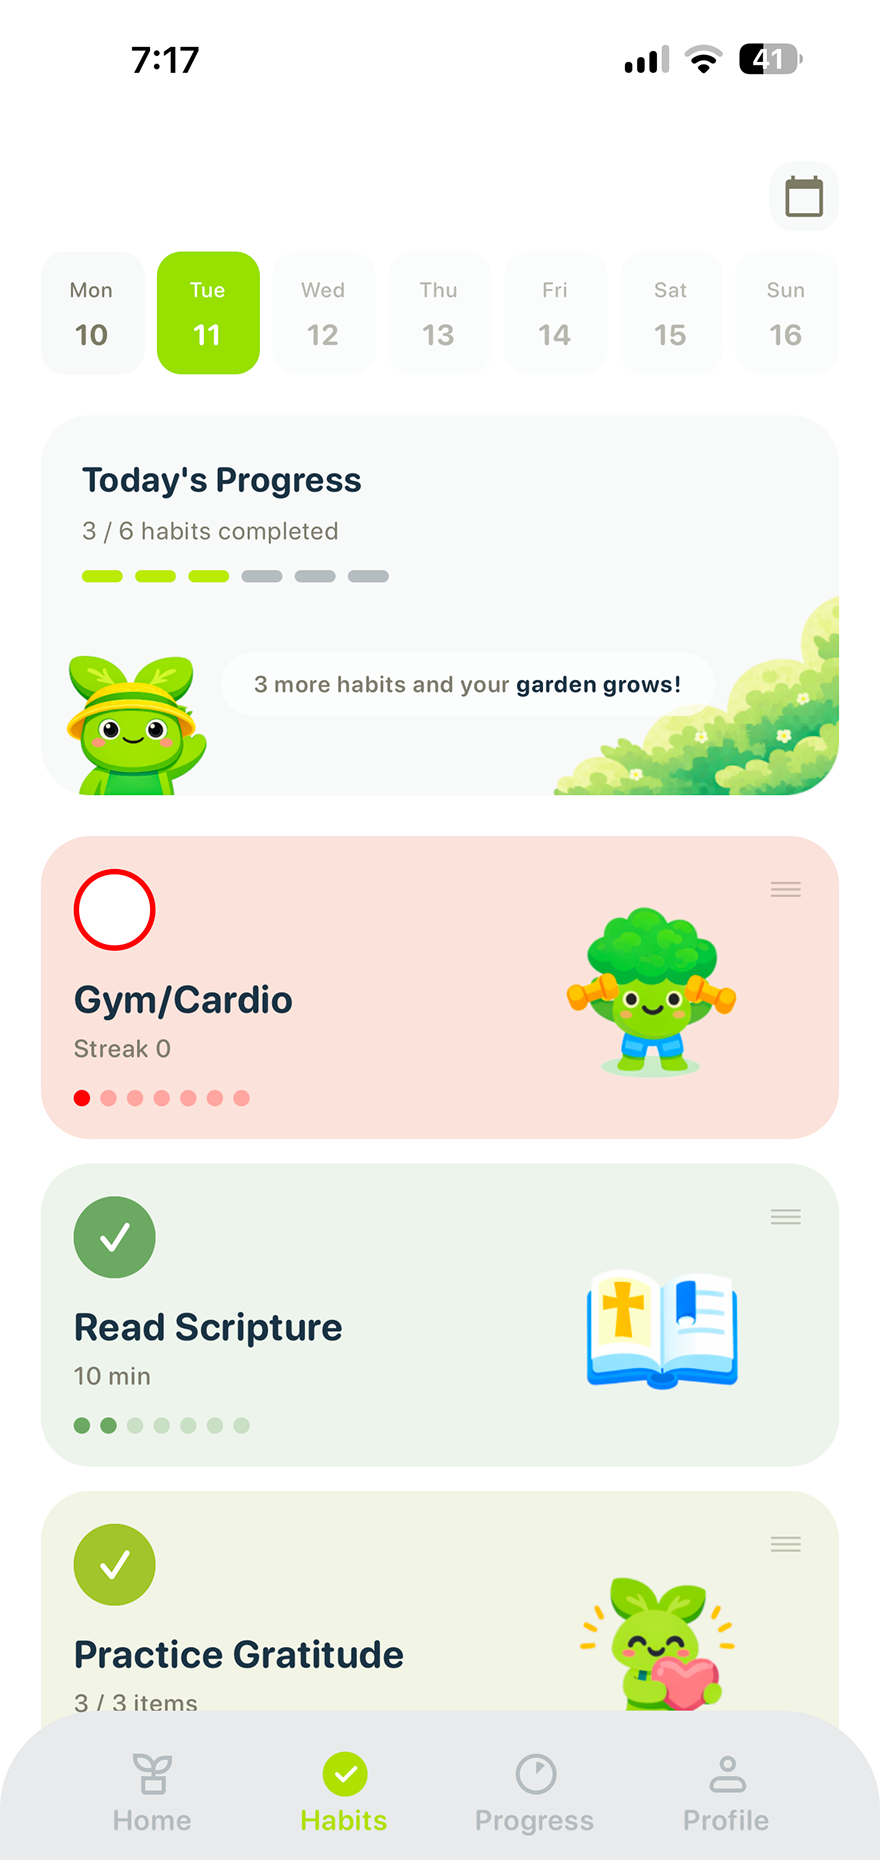 7:17
41
Mon Tue Wed Thu Fri Sat Sun
10 11 12 13 14 15 16
Today's Progress
3 / 6 habits completed
3 more habits and your garden grows!
Gym/Cardio
Streak 0
Read Scripture
10 min
Practice Gratitude
3 / 3 items
Home Habits Progress Profile